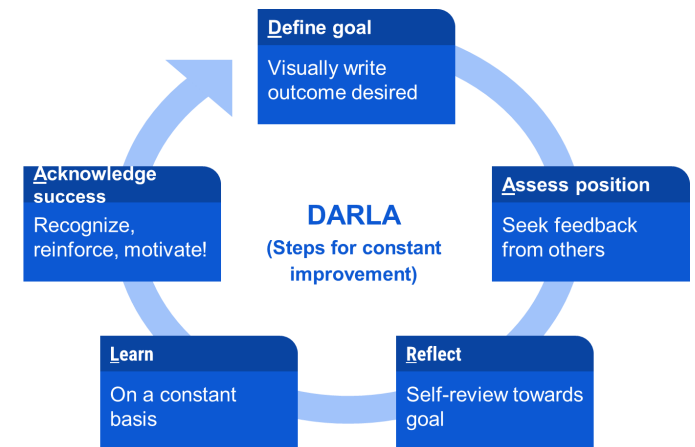 Define goal
Visually write
outcome desired
Assess position
Seek feedback
from others
Reflect
Self-review towards
goal
Learn
On a constant
basis
Acknowledge
success
Recognize,
reinforce, motivate!
DARLA
(Steps for constant
improvement)